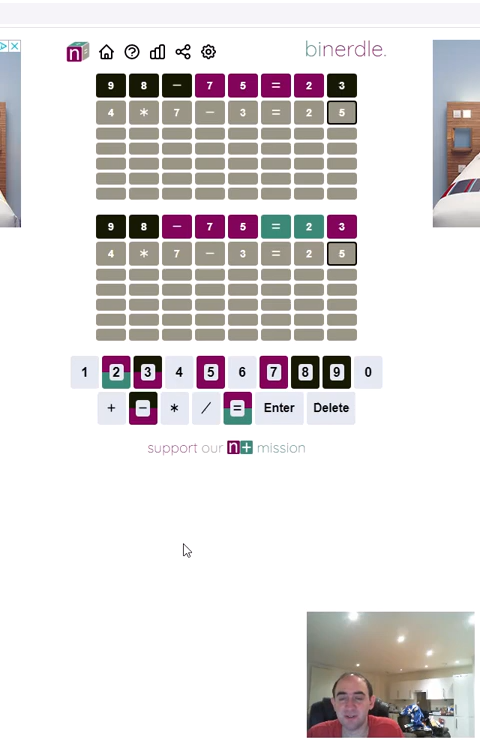 n
binerdle.
9 8 - 7 5 = 2 3
4 * 7 - 3 = 2 5
9 8 - 7 5 = 2 3
4 * 7 - 3 = 2 5
1 2 3 4 5 6 7 8 9 0
+ - * / = Enter Delete
support our n+ mission